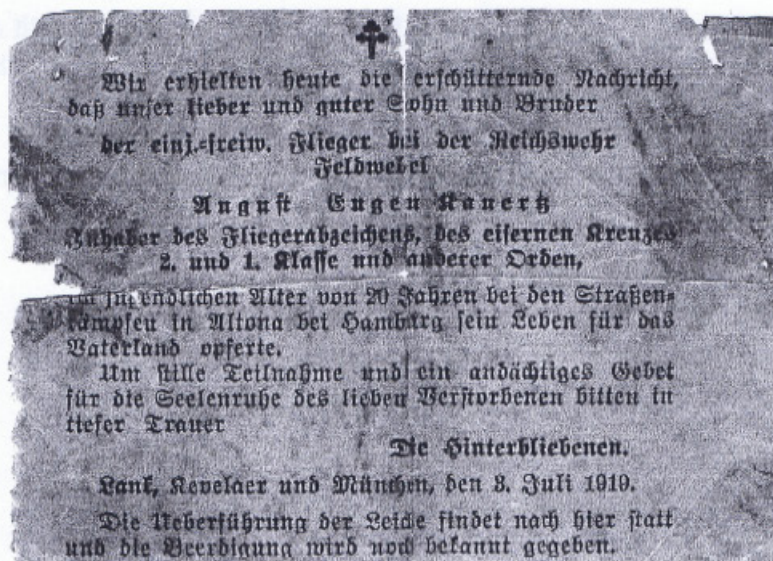 Wir erhielten heute die erschütternde Nachricht,
daß unser lieber und guter Sohn und Bruder
der einj.-freiw. Flieger bei der Reichswehr
Feldwebel
August Eugen Kauertz
Inhaber des Fliegerabzeichens, des eisernen Kreuzes
2. und 1. Klasse und anderer Orden,
im jugendlichen Alter von 20 Jahren bei den Straßen-
kämpfen in Altona bei Hamburg sein Leben für das
Vaterland opferte.
Um stille Teilnahme und ein andächtiges Gebet
für die Seelenruhe des lieben Verstorbenen bitten in
tiefer Trauer
Die Hinterbliebenen.
Lank, Kevelaer und München, den 3. Juli 1919.
Die Ueberführung der Leiche findet nach hier statt
und die Beerdigung wird noch bekannt gegeben.